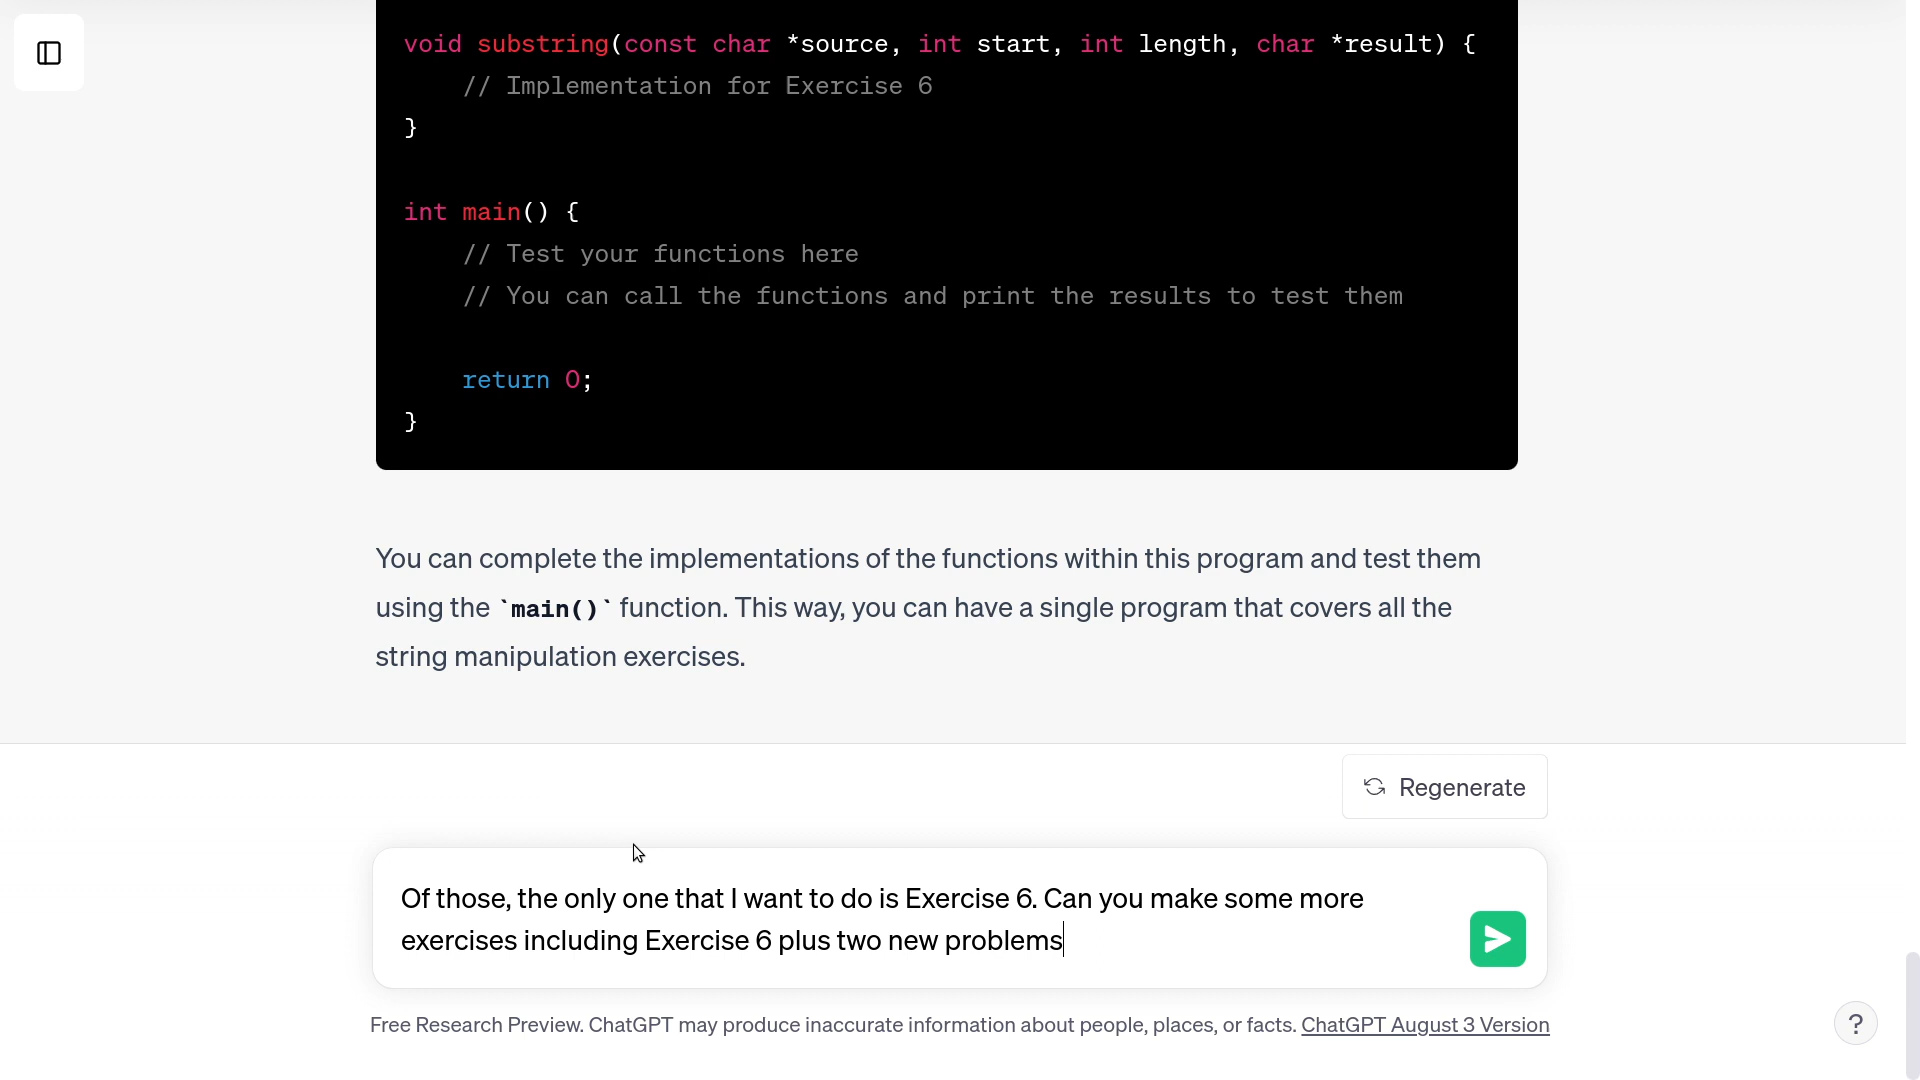 void substring(const char *source, int start, int length, char *result) {
// Implementation for Exercise 6
}
int main() {
// Test your functions here
// You can call the functions and print the results to test them
return 0;
}
You can complete the implementations of the functions within this program and test them
using the `main()` function. This way, you can have a single program that covers all the
string manipulation exercises.
Regenerate
Of those, the only one that I want to do is Exercise 6. Can you make some more
exercises including Exercise 6 plus two new problems
Free Research Preview. ChatGPT may produce inaccurate information about people, places, or facts. ChatGPT August 3 Version
?